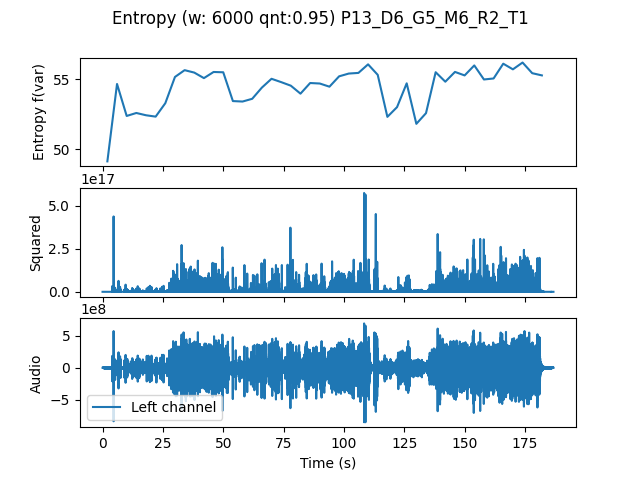 Entropy (w: 6000 qnt:0.95) P13_D6_G5_M6_R2_T1
Entropy f(var)
55
50
1e17
Squared
5.0
2.5
0.0
1e8
Audio
5
0
−5
Left channel
0 25 50 75 100 125 150 175
Time (s)